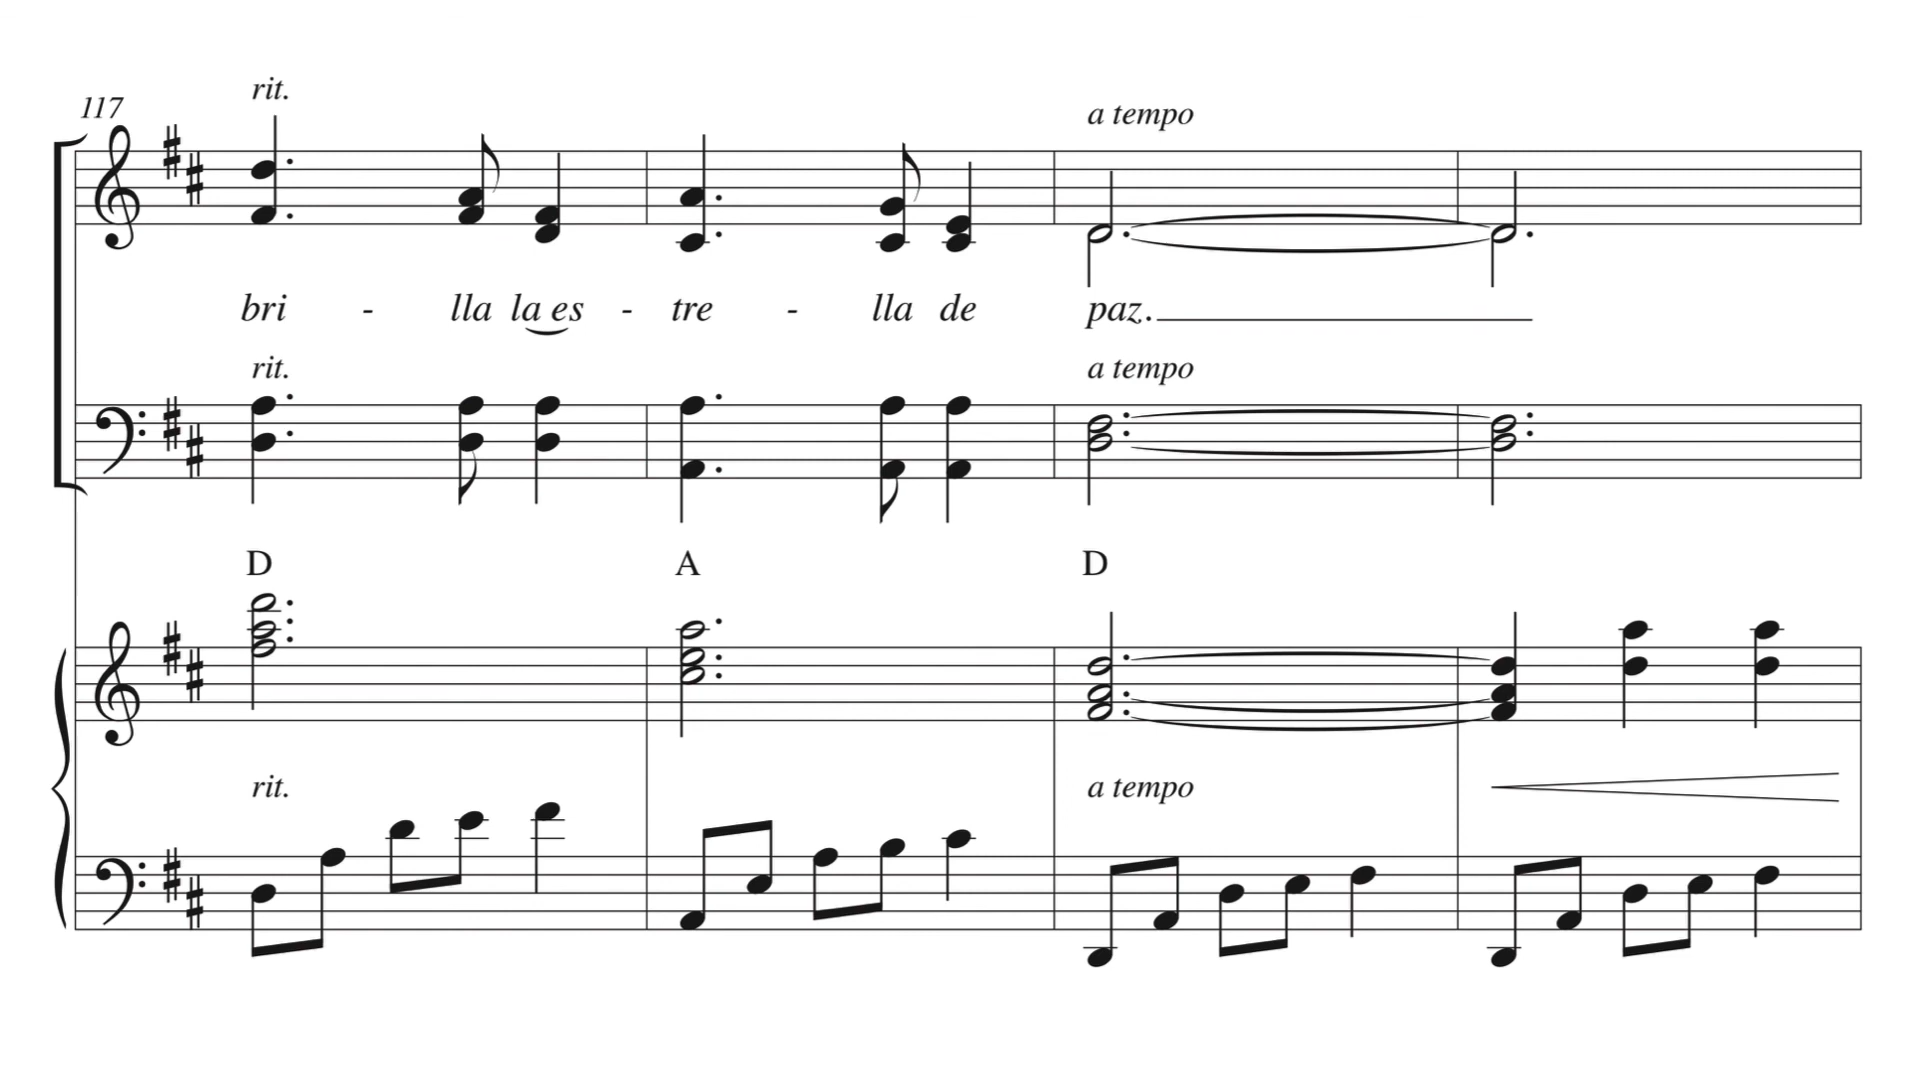 rit.
117
a tempo
bri - lla la es - tre - lla de paz.
rit. a tempo
D A D
rit. a tempo